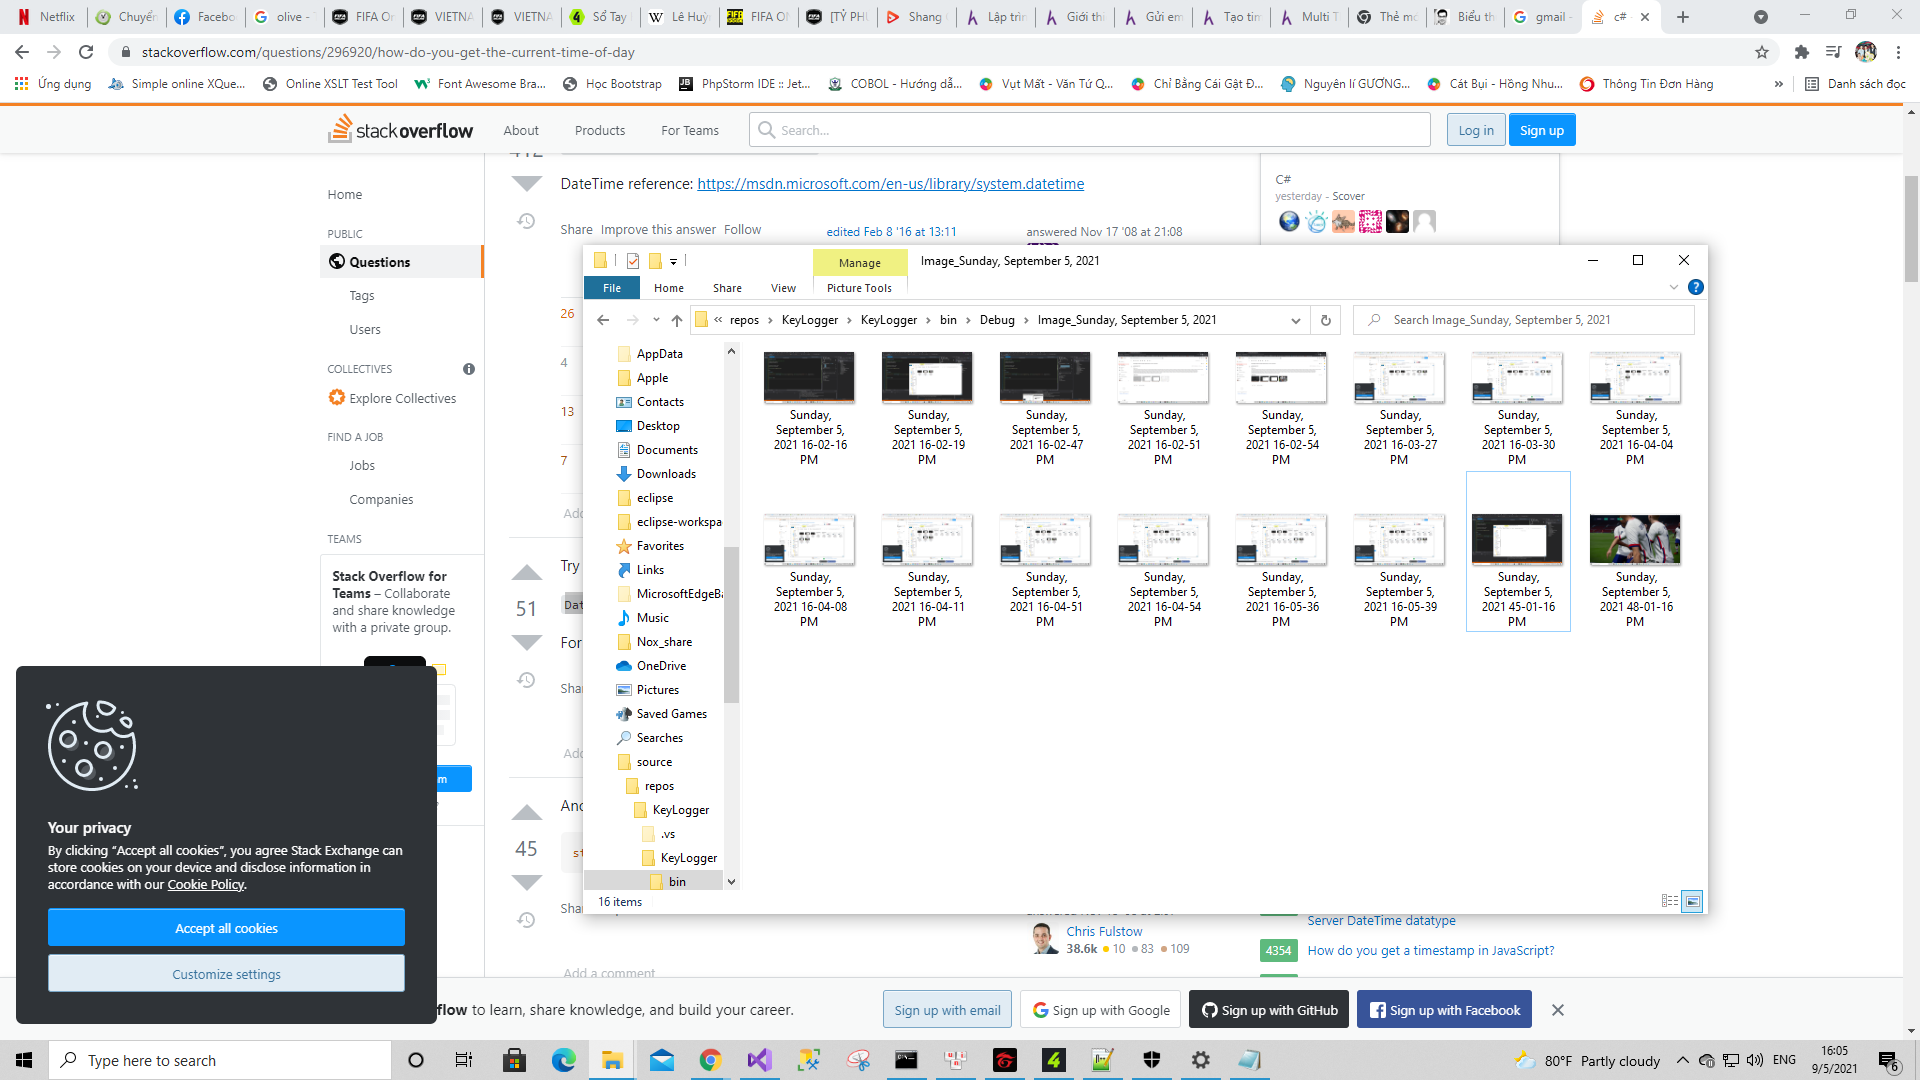 Netflix
Chuyển
Facebo
olive -
FIFA On
VIETNA
VIETNA
Sổ Tay
Lê Huỳ
FIFA ON
[TỶ PH
Shang
Lập trìn
Giới thi
Gửi em
Tạo tin
Multi T
Thẻ mo
Biểu th
gmail -
c#
stackoverflow.com/questions/296920/how-do-you-get-the-current-time-of-day
Ứng dụng
Simple online XQue...
Online XSLT Test Tool
Font Awesome Bra...
Học Bootstrap
PhpStorm IDE :: Jet...
COBOL - Hướng dẫ...
Vụt Mất - Văn Tứ Q...
Chỉ Bằng Cái Gật Đ...
Nguyên lí GƯƠNG...
Cát Bụi - Hồng Nhu...
Thông Tin Đơn Hàng
»
Danh sách đọc
stackoverflow
About
Products
For Teams
Search...
Log in
Sign up
412
DateTime reference: https://msdn.microsoft.com/en-us/library/system.datetime
Share Improve this answer Follow
edited Feb 8 '16 at 13:11
answered Nov 17 '08 at 21:08
C#
yesterday - Scover
Home
PUBLIC
Questions
Tags
Users
COLLECTIVES
Explore Collectives
FIND A JOB
Jobs
Companies
TEAMS
Stack Overflow for
Teams – Collaborate
and share knowledge
with a private group.
26
4
13
7
Add
Try
51
Dat
For
Shar
Add
And
45
st
Shar
Manage
Image_Sunday, September 5, 2021
File
Home
Share
View
Picture Tools
« repos > KeyLogger > KeyLogger > bin > Debug > Image_Sunday, September 5, 2021
Search Image_Sunday, September 5, 2021
AppData
Apple
Contacts
Desktop
Documents
Downloads
eclipse
eclipse-workspa
Favorites
Links
MicrosoftEdgeBa
Music
Nox_share
OneDrive
Pictures
Saved Games
Searches
source
repos
KeyLogger
.vs
KeyLogger
bin
Sunday,
September 5,
2021 16-02-16
PM
Sunday,
September 5,
2021 16-02-19
PM
Sunday,
September 5,
2021 16-02-47
PM
Sunday,
September 5,
2021 16-02-51
PM
Sunday,
September 5,
2021 16-02-54
PM
Sunday,
September 5,
2021 16-03-27
PM
Sunday,
September 5,
2021 16-03-30
PM
Sunday,
September 5,
2021 16-04-04
PM
Sunday,
September 5,
2021 16-04-08
PM
Sunday,
September 5,
2021 16-04-11
PM
Sunday,
September 5,
2021 16-04-51
PM
Sunday,
September 5,
2021 16-04-54
PM
Sunday,
September 5,
2021 16-05-36
PM
Sunday,
September 5,
2021 16-05-39
PM
Sunday,
September 5,
2021 45-01-16
PM
Sunday,
September 5,
2021 48-01-16
PM
16 items
Chris Fulstow
38.6k 10 83 109
Add a comment
Server DateTime datatype
4354 How do you get a timestamp in JavaScript?
Your privacy
By clicking “Accept all cookies”, you agree Stack Exchange can
store cookies on your device and disclose information in
accordance with our Cookie Policy.
Accept all cookies
Customize settings
flow to learn, share knowledge, and build your career.
Sign up with email
Sign up with Google
Sign up with GitHub
Sign up with Facebook
Type here to search
80°F Partly cloudy
ENG
16:05
9/5/2021
6